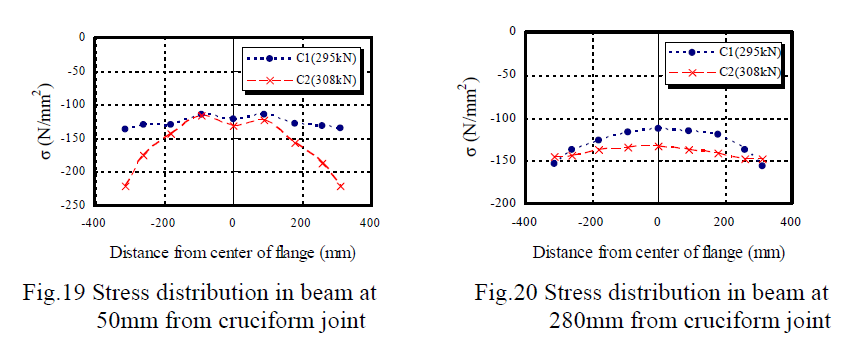 0
-50
-100
-150
-200
-250
σ (N/mm²)
C1(295kN)
C2(308kN)
-400 -200 0 200 400
Distance from center of flange (mm)
Fig.19 Stress distribution in beam at
50mm from cruciform joint
0
-50
-100
-150
-200
σ (N/mm²)
C1(295kN)
C2(308kN)
-400 -200 0 200 400
Distance from center of flange (mm)
Fig.20 Stress distribution in beam at
280mm from cruciform joint